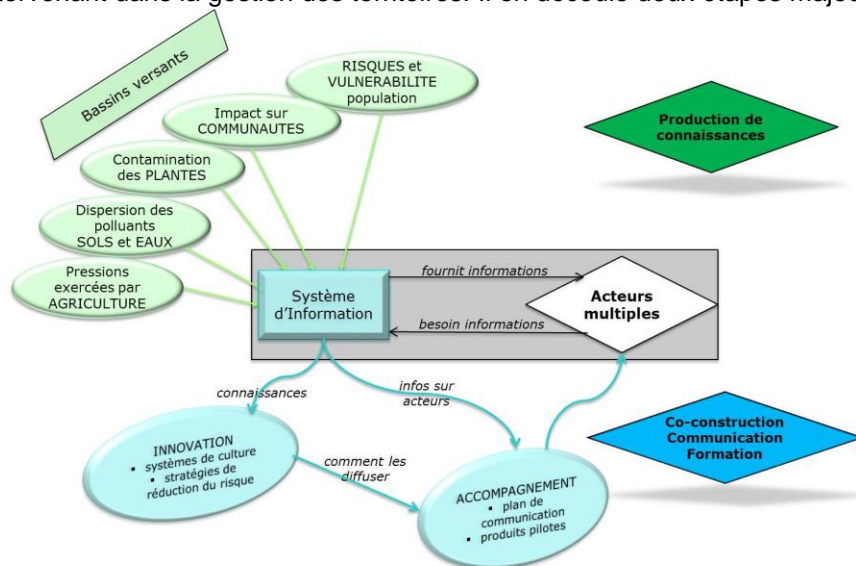 dans la gestion des territoires. Il en découle deux étapes
Bassins versants
RISQUES et
VULNERABILITE
population
Impact sur
COMMUNAUTES
Contamination
des PLANTES
Dispersion des
polluants
SOLS et EAUX
Pressions
exercées par
AGRICULTURE
Production de
connaissances
Système
d'Information
fournit informations
besoin informations
Acteurs
multiples
connaissances
infos sur
acteurs
INNOVATION
▪ systèmes de culture
▪ stratégies de
réduction du risque
comment les
diffuser
ACCOMPAGNEMENT
▪ plan de
communication
▪ produits pilotes
Co-construction
Communication
Formation